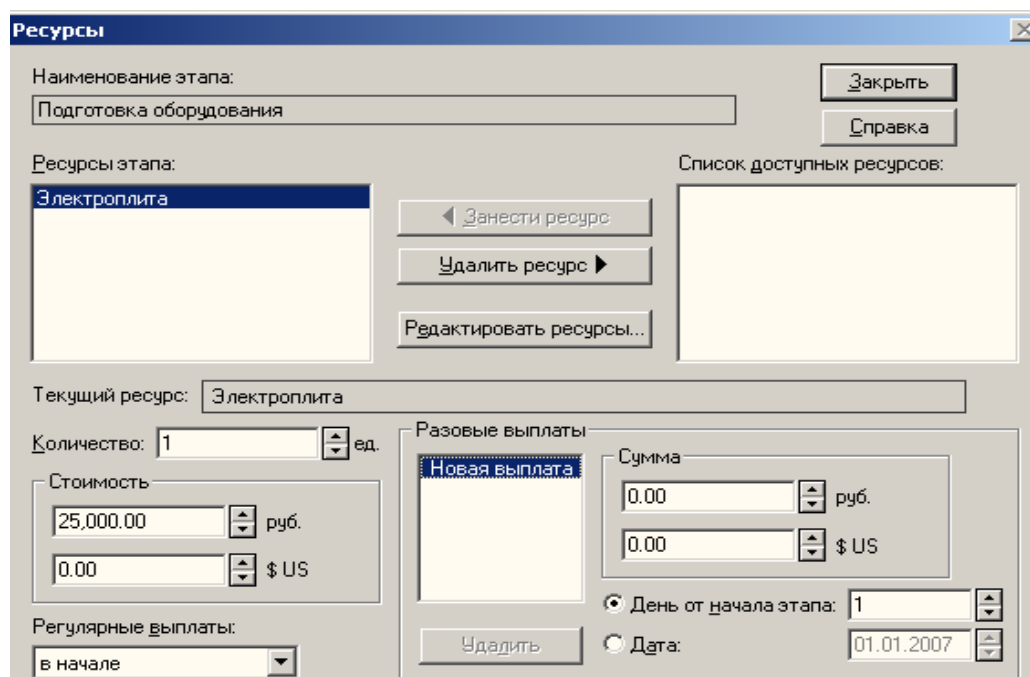 Ресурсы
Наименование этапа:
Закрыть
Подготовка оборудования
Справка
Ресурсы этапа:
Список доступных ресурсов:
Электроплита
Занести ресурс
Удалить ресурс
Редактировать ресурсы...
Текущий ресурс: Электроплита
Количество: 1 ед.
Разовые выплаты
Новая выплата
Сумма
Стоимость
0.00 руб.
25,000.00 руб.
0.00 $ US
0.00 $ US
День от начала этапа: 1
Регулярные выплаты:
Удалить
Дата: 01.01.2007
в начале